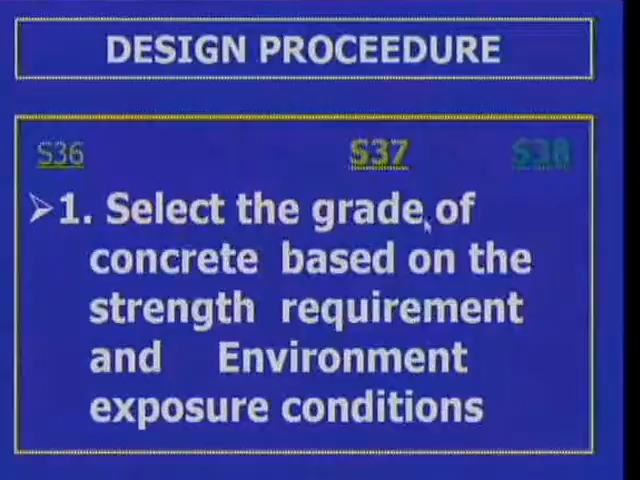 DESIGN PROCEEDURE
S36 S37 S38
➢1. Select the grade of
concrete based on the
strength requirement
and Environment
exposure conditions